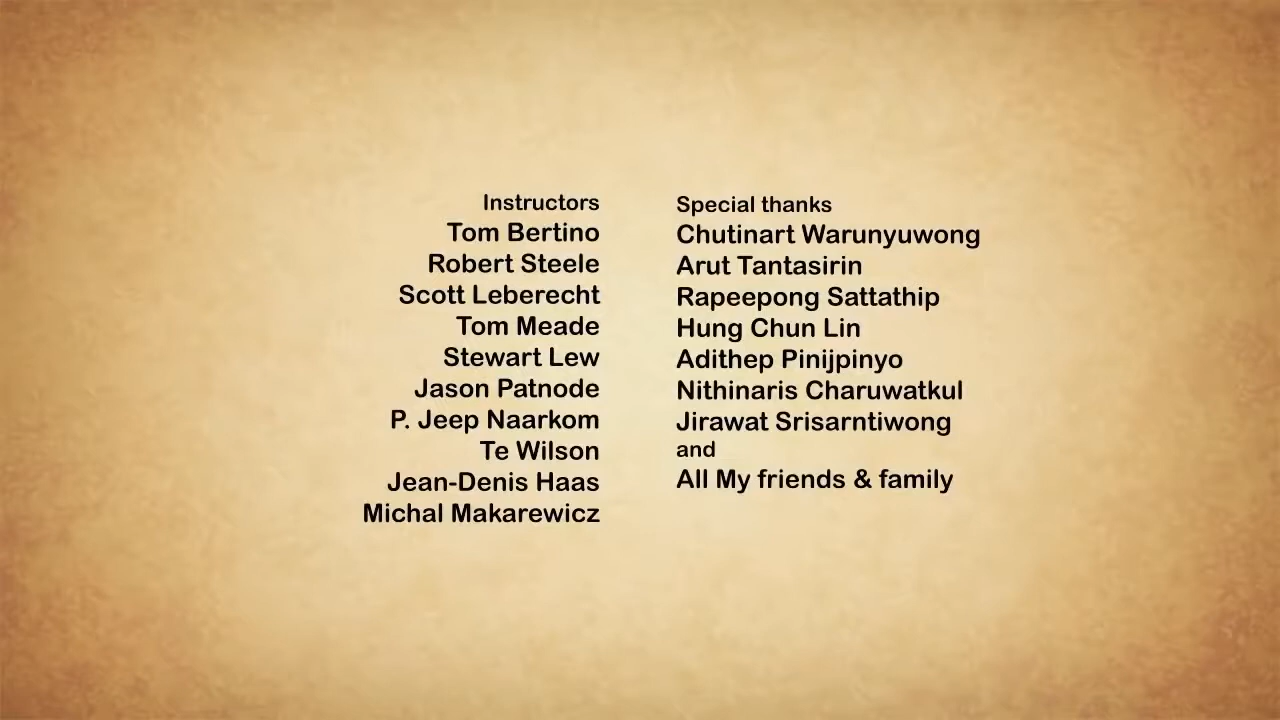 Instructors
Tom Bertino
Robert Steele
Scott Leberecht
Tom Meade
Stewart Lew
Jason Patnode
P. Jeep Naarkom
Te Wilson
Jean-Denis Haas
Michal Makarewicz
Special thanks
Chutinart Warunyuwong
Arut Tantasirin
Rapeepong Sattathip
Hung Chun Lin
Adithep Pinijpinyo
Nithinaris Charuwatkul
Jirawat Srisarntiwong
and
All My friends & family